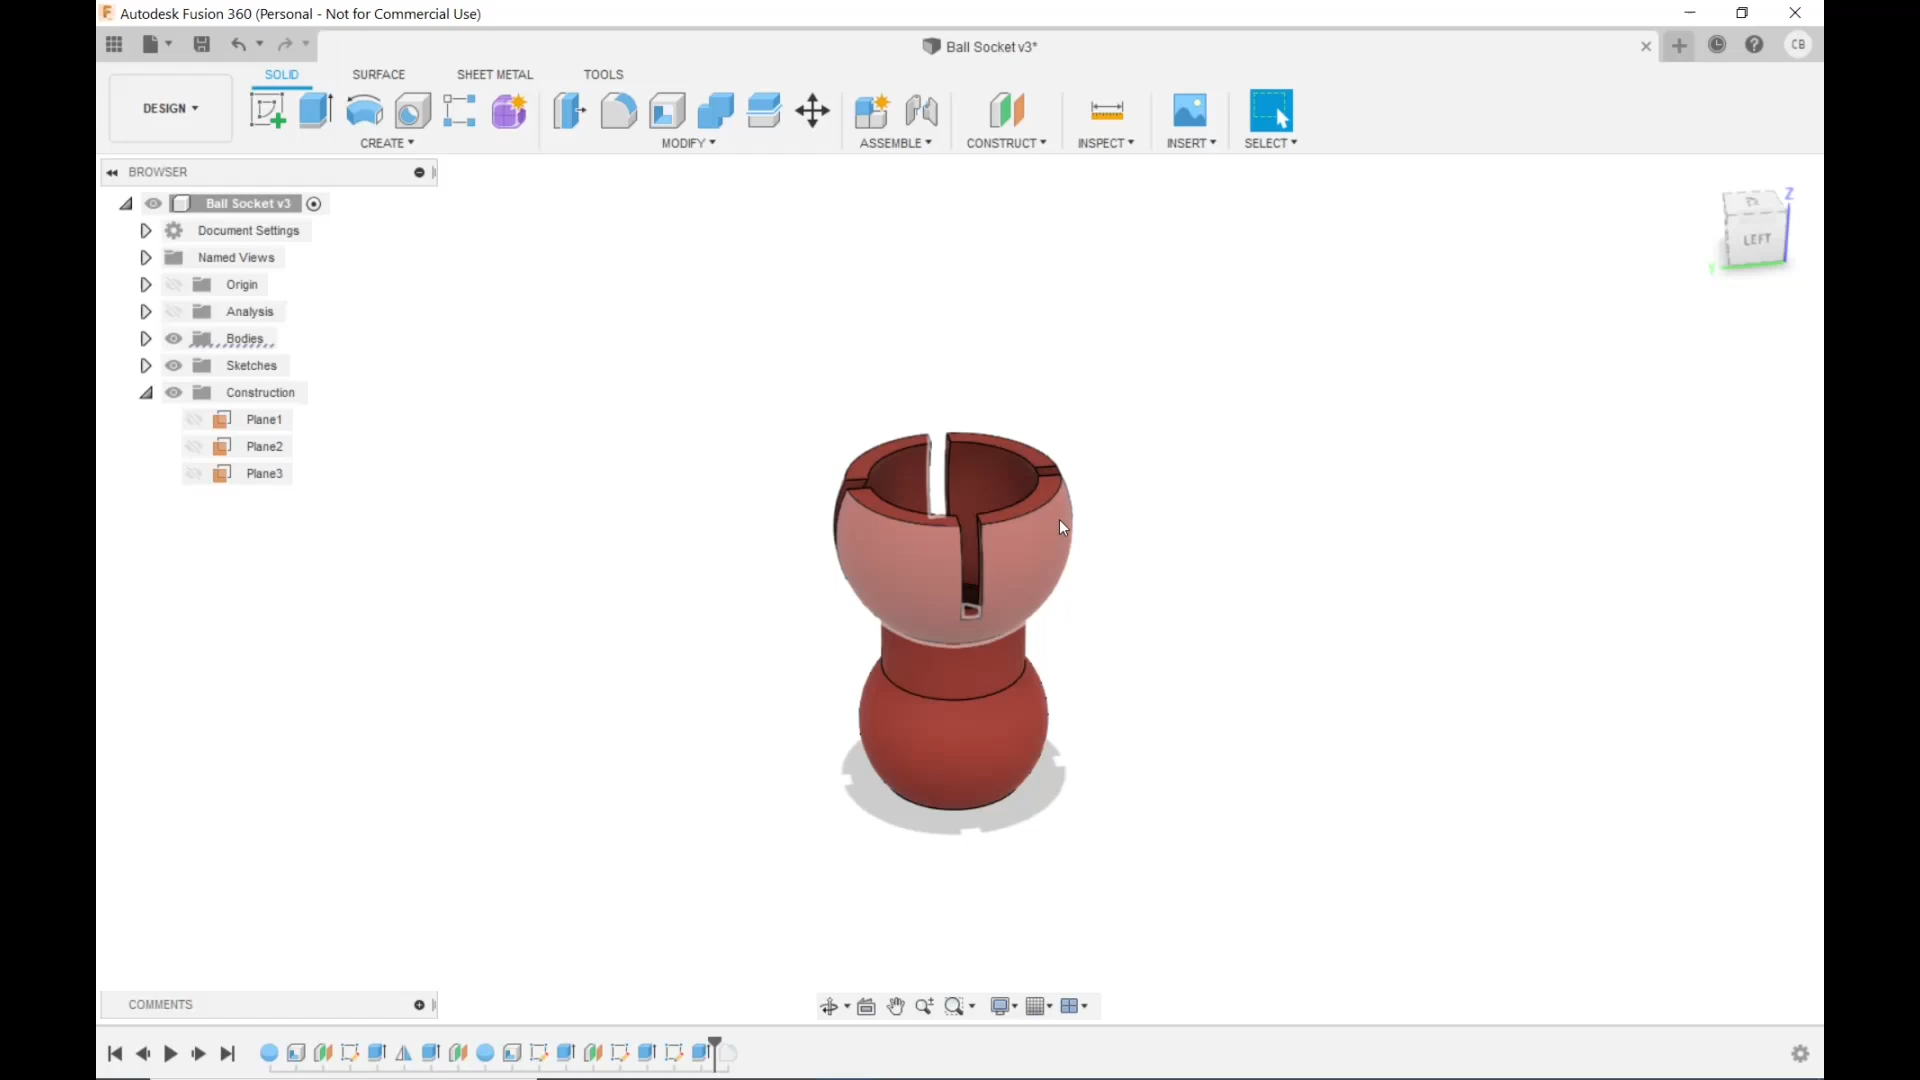 Autodesk Fusion 360 (Personal - Not for Commercial Use)
Ball Socket v3*
CB
SOLID SURFACE SHEET METAL TOOLS
DESIGN
CREATE MODIFY ASSEMBLE CONSTRUCT INSPECT INSERT SELECT
BROWSER
Ball Socket v3
Document Settings
Named Views
Origin
Analysis
Bodies
Sketches
Construction
Plane1
Plane2
Plane3
Z
LEFT
Y
COMMENTS